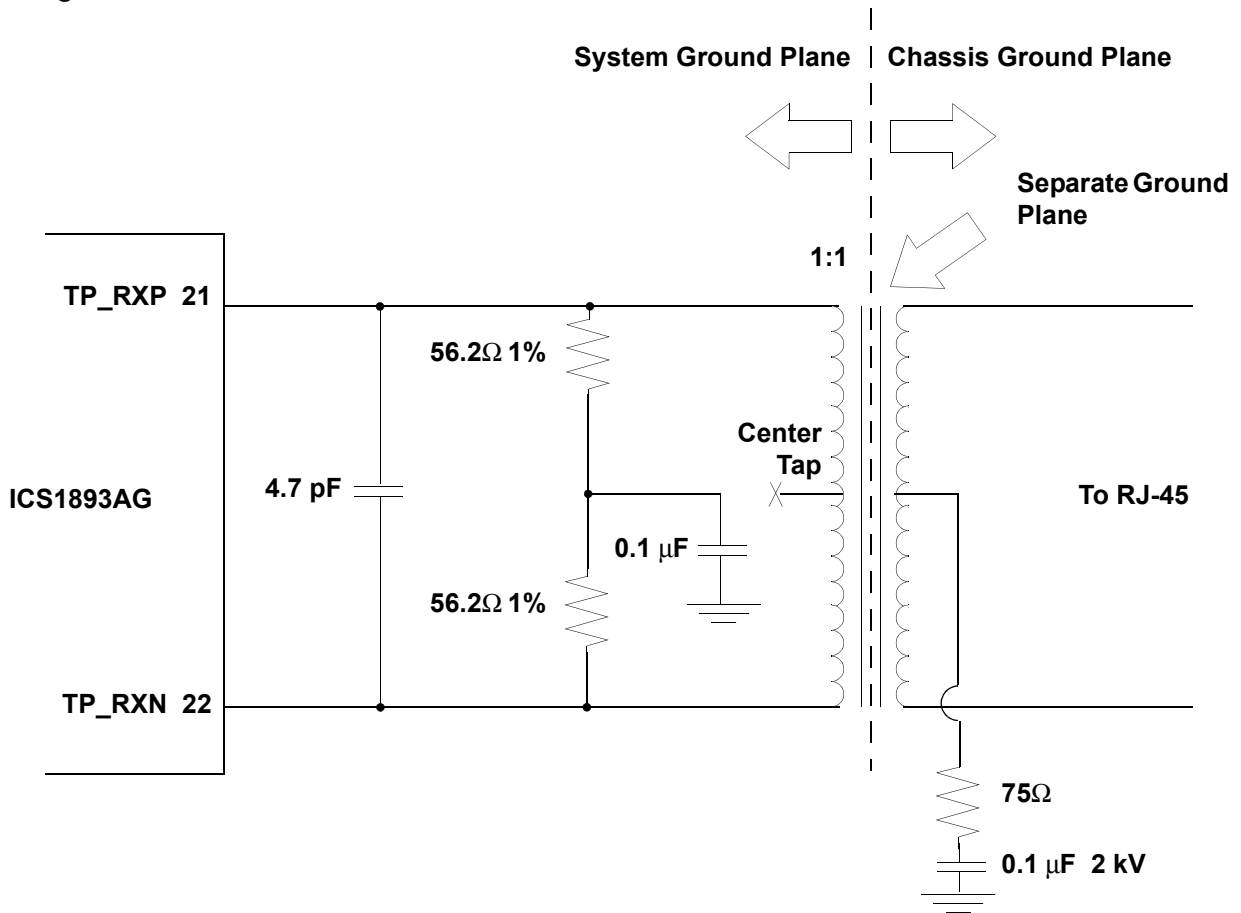 System Ground Plane
Chassis Ground Plane
Separate Ground
Plane
1:1
TP_RXP 21
56.2Ω 1%
Center
Tap
4.7 pF
ICS1893AG
To RJ-45
0.1 μF
56.2Ω 1%
TP_RXN 22
75Ω
0.1 μF 2 kV